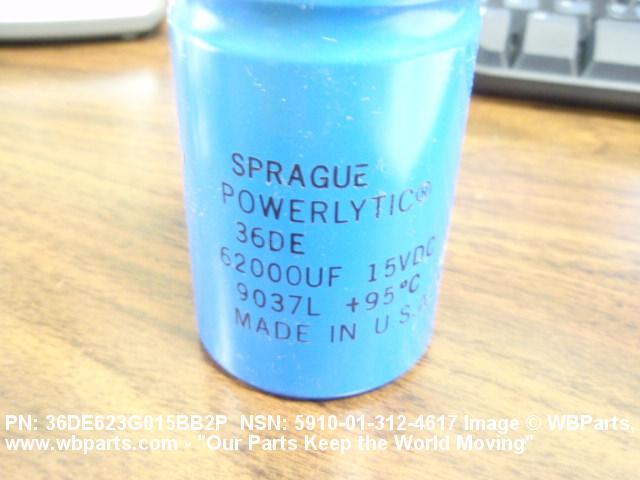 SPRAGUE
POWERLYTIC®
36DE
62000UF 15VDC
9037L +95°C
MADE IN U.S.A
PN: 36DE623G015BB2P NSN: 5910-01-312-4617 Image © WBParts,
www.wbparts.com - "Our Parts Keep the World Moving"